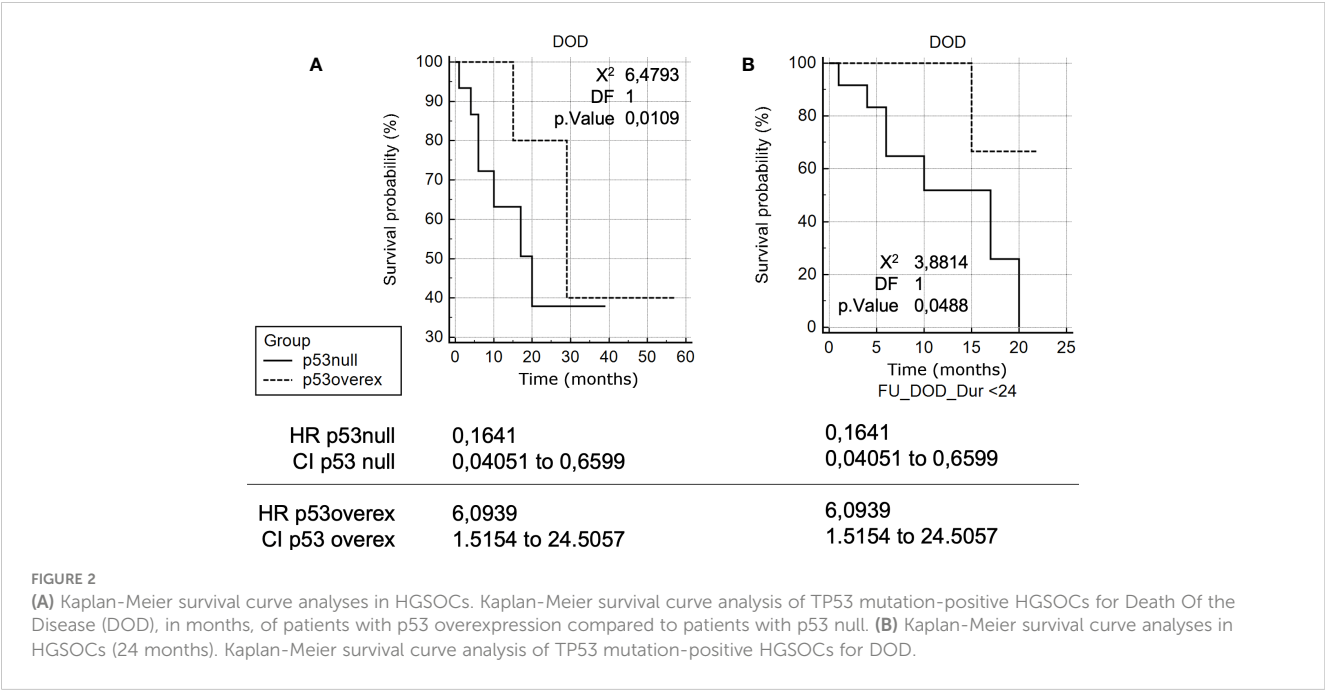 A
DOD
Survival probability (%)
100
90
80
70
60
50
40
30
X² 6,4793
DF 1
p.Value 0,0109
0 10 20 30 40 50 60
Time (months)
Group
p53null
p53overex
B
DOD
Survival probability (%)
100
80
60
40
20
0
X² 3,8814
DF 1
p.Value 0,0488
0 5 10 15 20 25
Time (months)
FU_DOD_Dur <24
HR p53null 0,1641 0,1641
CI p53 null 0,04051 to 0,6599 0,04051 to 0,6599
HR p53overex 6,0939 6,0939
CI p53 overex 1.5154 to 24.5057 1.5154 to 24.5057
FIGURE 2
(A) Kaplan-Meier survival curve analyses in HGSOCs. Kaplan-Meier survival curve analysis of TP53 mutation-positive HGSOCs for Death Of the
Disease (DOD), in months, of patients with p53 overexpression compared to patients with p53 null. (B) Kaplan-Meier survival curve analyses in
HGSOCs (24 months). Kaplan-Meier survival curve analysis of TP53 mutation-positive HGSOCs for DOD.